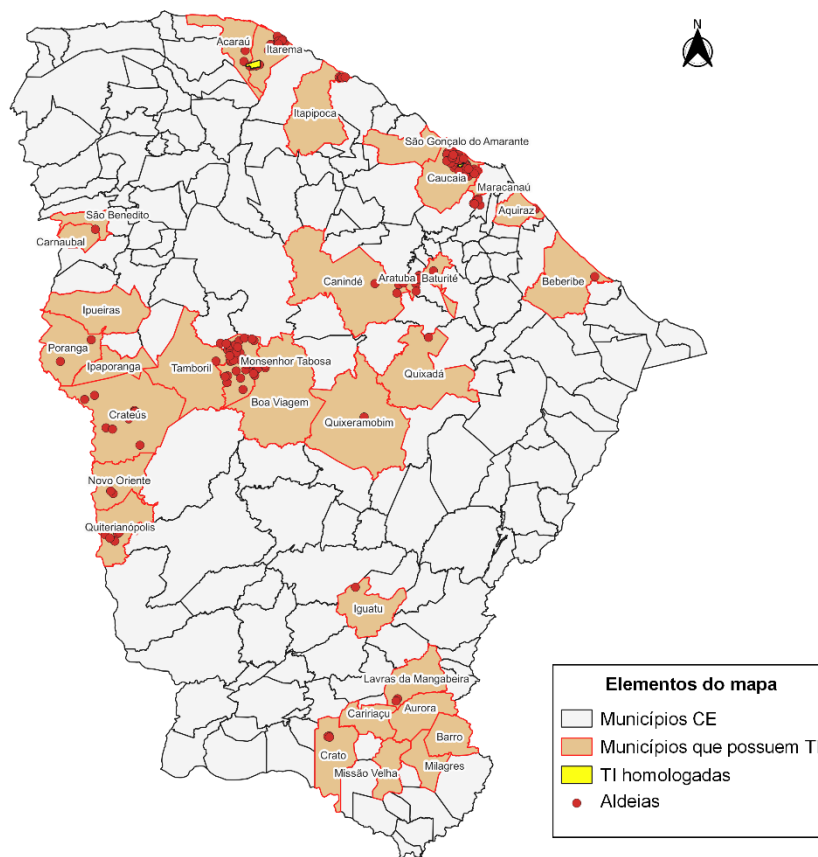 N
Acaraú
Itarema
Itapipoca
São Gonçalo do Amarante
Caucaia
Maracanaú
Aquiraz
São Benedito
Carnaubal
Canindé
Aratuba
Baturité
Beberibe
Ipueiras
Poranga
Ipaporanga
Tamboril
Monsenhor Tabosa
Quixadá
Boa Viagem
Crateús
Quixeramobim
Novo Oriente
Quiterianópolis
Iguatu
Lavras da Mangabeira
Aurora
Caririaçu
Barro
Crato
Missão Velha
Milagres
Elementos do mapa
Municípios CE
Municípios que possuem TI
TI homologadas
Aldeias